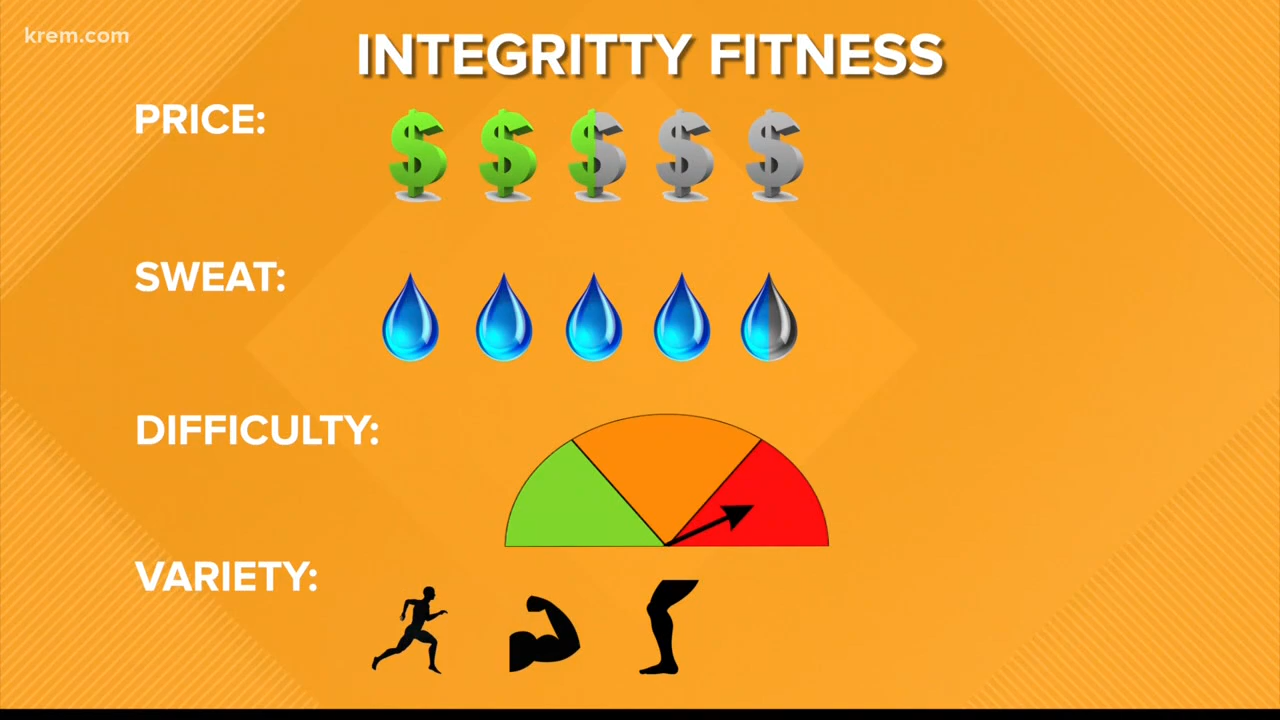 krem.com
INTEGRITTY FITNESS
PRICE:
SWEAT:
DIFFICULTY:
VARIETY: